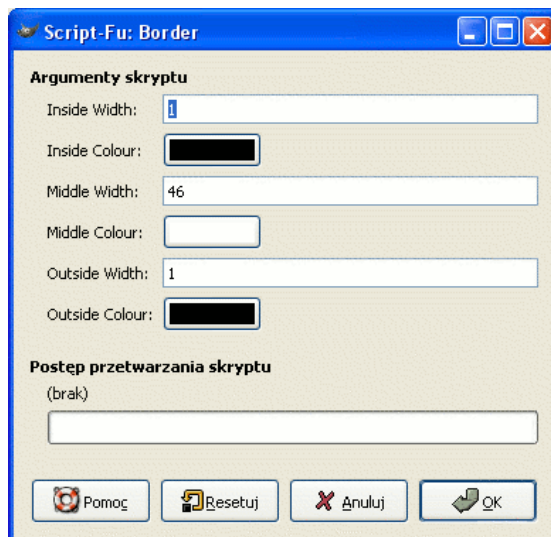 Script-Fu: Border
Argumenty skryptu
Inside Width: 1
Inside Colour:
Middle Width: 46
Middle Colour:
Outside Width: 1
Outside Colour:
Postęp przetwarzania skryptu
(brak)
Pomoc Resetuj Anuluj OK